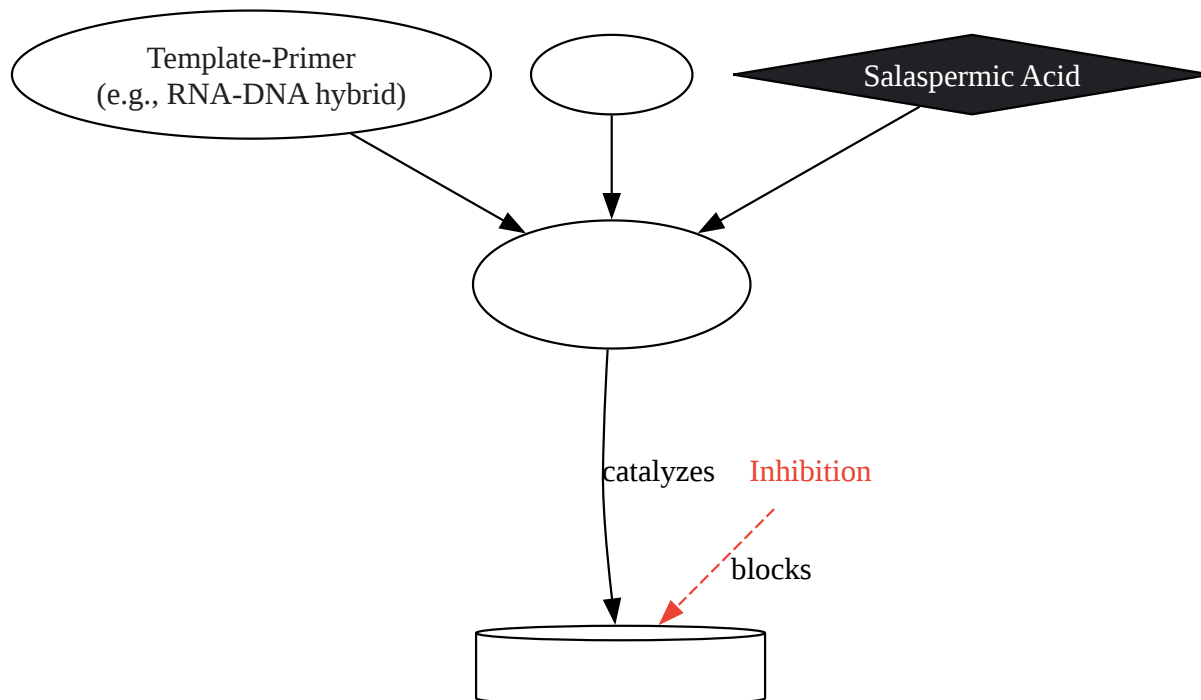 Template-Primer
(e.g., RNA-DNA hybrid)
Salaspermic Acid
catalyzes
Inhibition
blocks